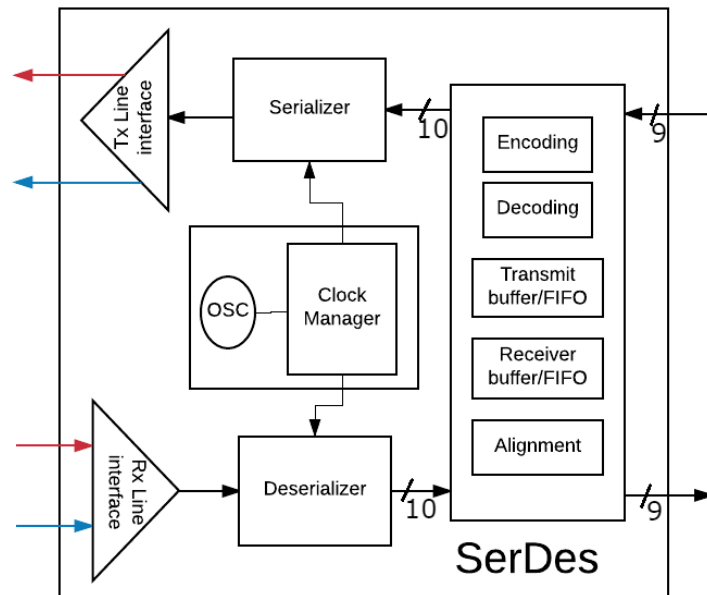 Tx Line
interface
Serializer
10
9
Encoding
Decoding
OSC
Clock
Manager
Transmit
buffer/FIFO
Receiver
buffer/FIFO
Alignment
Rx Line
interface
Deserializer
10
9
SerDes